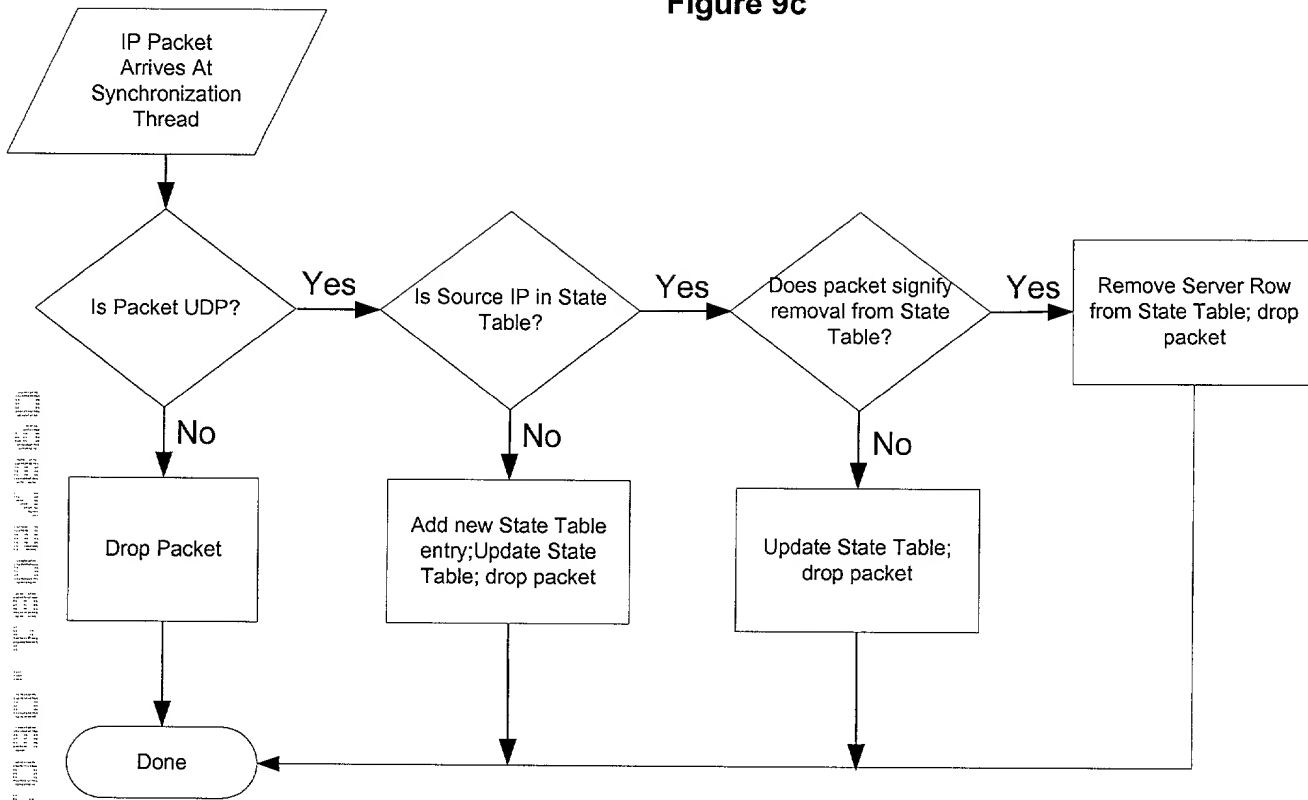 Figure 9c
IP Packet
Arrives At
Synchronization
Thread
Is Packet UDP?
Yes
Is Source IP in State
Table?
Yes
Does packet signify
removal from State
Table?
Yes
Remove Server Row
from State Table; drop
packet
No
No
No
Drop Packet
Add new State Table
entry;Update State
Table; drop packet
Update State Table;
drop packet
Done